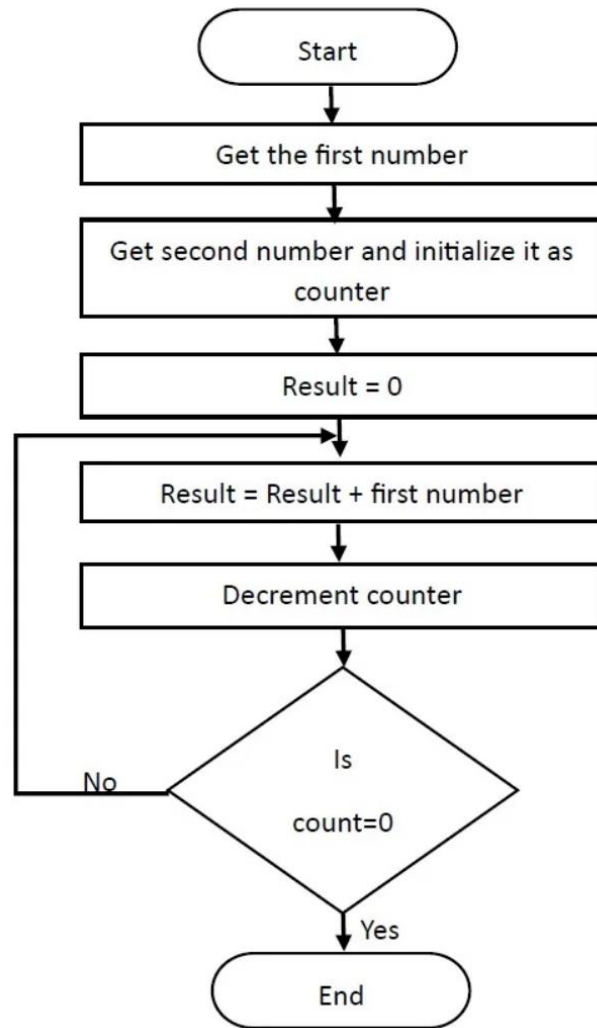 Start
Get the first number
Get second number and initialize it as
counter
Result = 0
Result = Result + first number
Decrement counter
Is
count=0
No
Yes
End